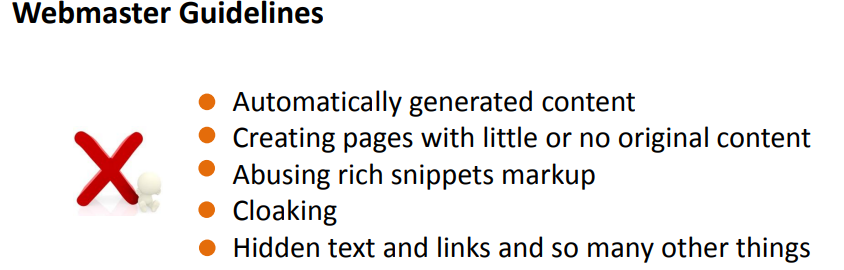 Webmaster Guidelines
Automatically generated content
Creating pages with little or no original content
Abusing rich snippets markup
Cloaking
Hidden text and links and so many other things